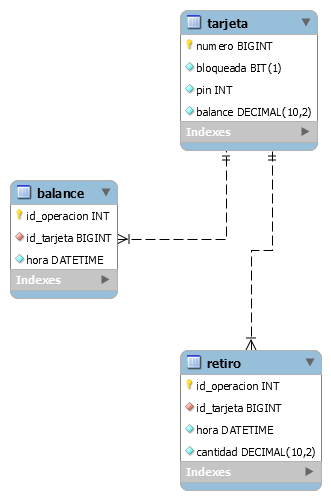 tarjeta
numero BIGINT
bloqueada BIT(1)
pin INT
balance DECIMAL(10,2)
Indexes
balance
id_operacion INT
id_tarjeta BIGINT
hora DATETIME
Indexes
retiro
id_operacion INT
id_tarjeta BIGINT
hora DATETIME
cantidad DECIMAL(10,2)
Indexes